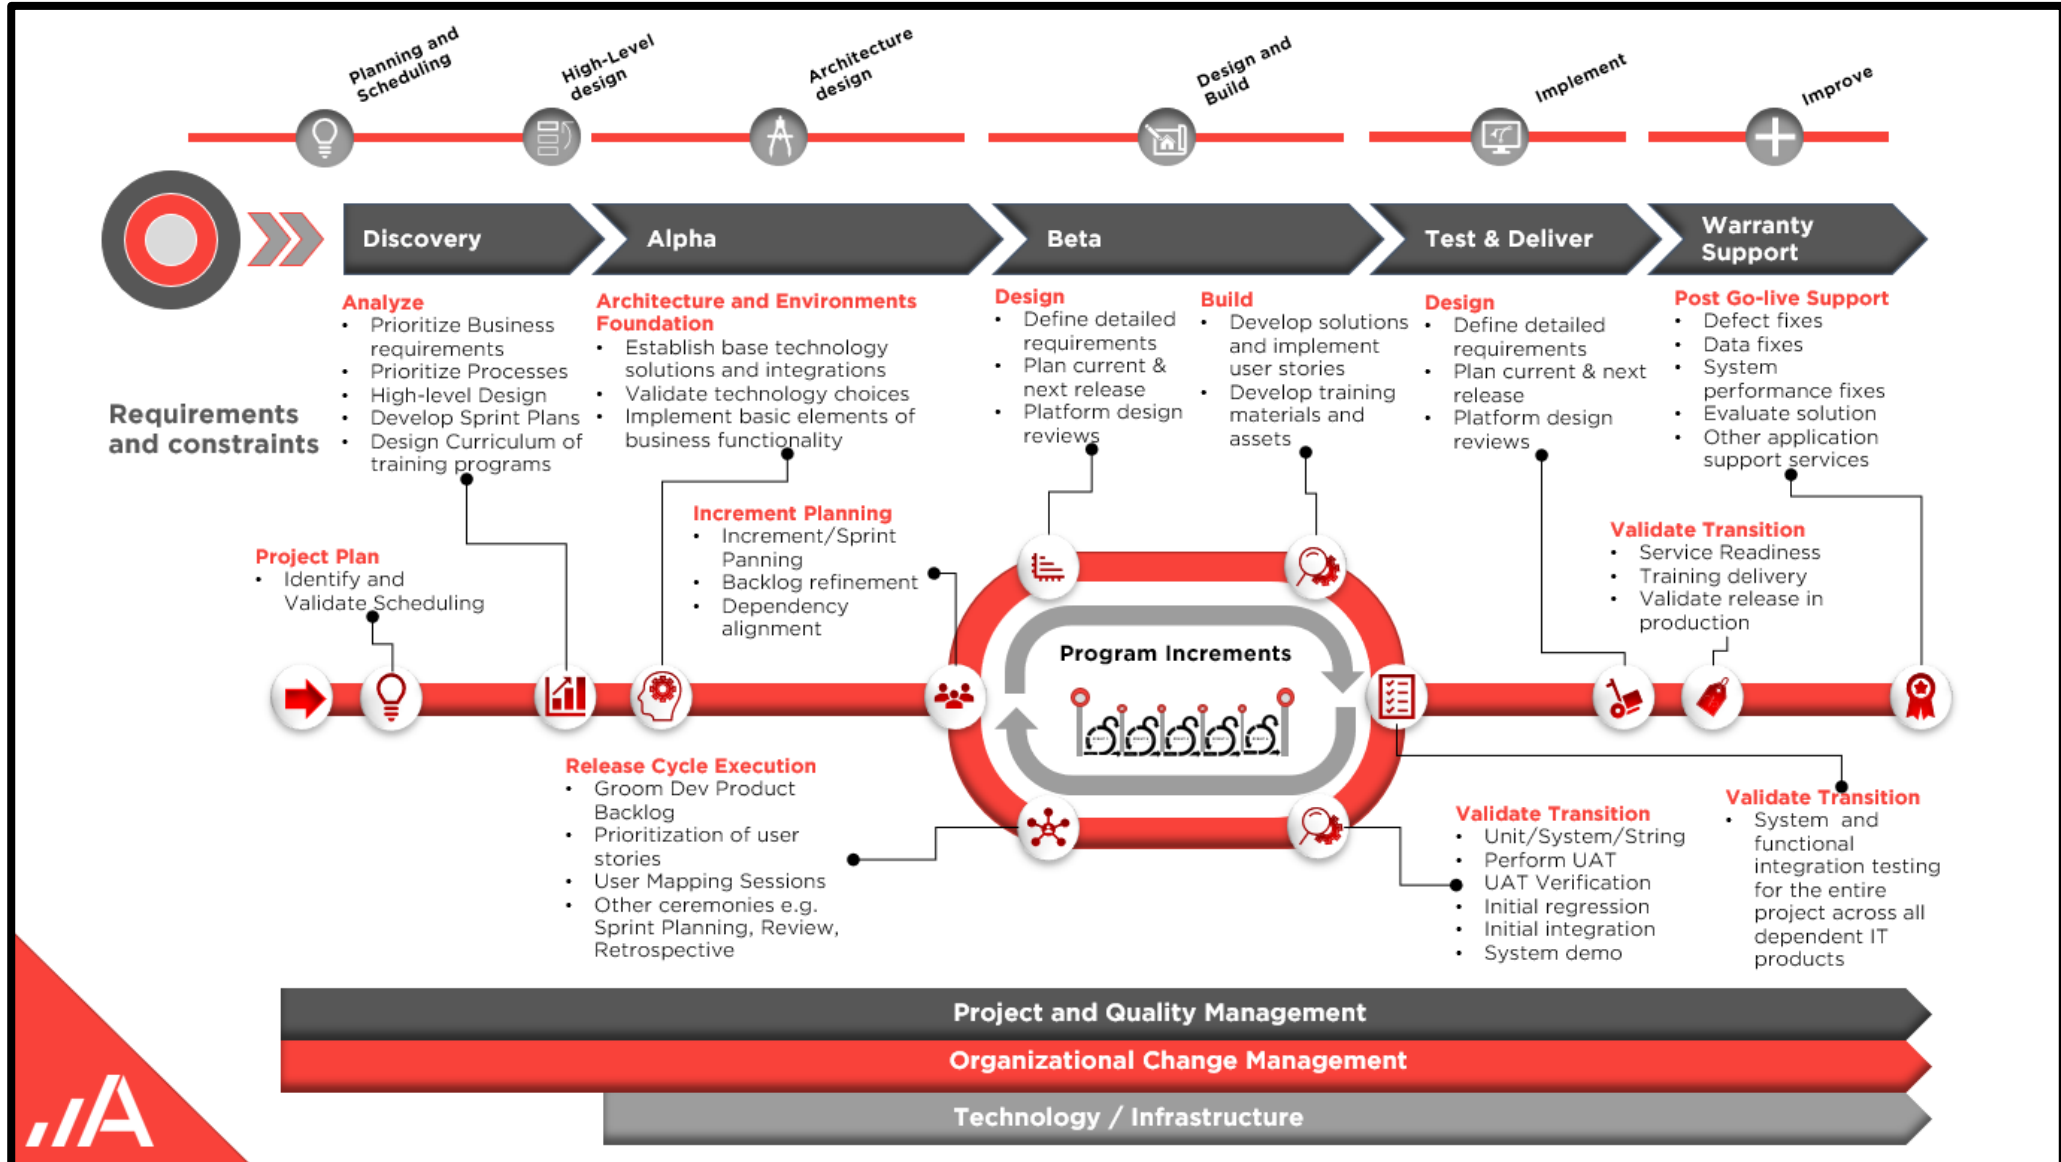 Planning and
Scheduling
High-Level
design
Architecture
design
Design and
Build
Implement
Improve
Discovery
Alpha
Beta
Test & Deliver
Warranty
Support
Requirements
and constraints
Analyze
• Prioritize Business
requirements
• Prioritize Processes
• High-level Design
• Develop Sprint Plans
• Design Curriculum of
training programs
Architecture and Environments
Foundation
• Establish base technology
solutions and integrations
• Validate technology choices
• Implement basic elements of
business functionality
Design
• Define detailed
requirements
• Plan current &
next release
• Platform design
reviews
Build
• Develop solutions
and implement
user stories
• Develop training
materials and
assets
Design
• Define detailed
requirements
• Plan current & next
release
• Platform design
reviews
Post Go-live Support
• Defect fixes
• Data fixes
• System
performance fixes
• Evaluate solution
• Other application
support services
Project Plan
• Identify and
Validate Scheduling
Increment Planning
• Increment/Sprint
Panning
• Backlog refinement
• Dependency
alignment
Validate Transition
• Service Readiness
• Training delivery
• Validate release in
production
Program Increments
Release Cycle Execution
• Groom Dev Product
Backlog
• Prioritization of user
stories
• User Mapping Sessions
• Other ceremonies e.g.
Sprint Planning, Review,
Retrospective
Validate Transition
• Unit/System/String
• Perform UAT
• UAT Verification
• Initial regression
• Initial integration
• System demo
Validate Transition
• System and
functional
integration testing
for the entire
project across all
dependent IT
products
Project and Quality Management
Organizational Change Management
Technology / Infrastructure